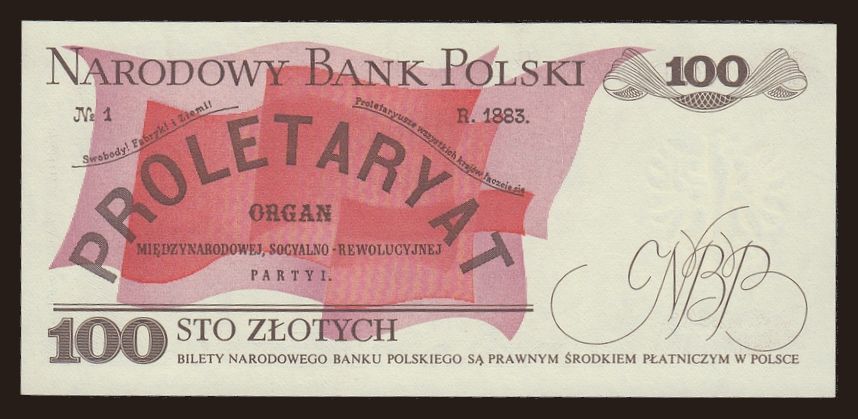 NARODOWY BANK POLSKI
100
№ 1
R. 1883.
Swobody! Fabryk! i Ziemi!
Proletaryusze wszystkich krajów łączcie się
PROLETARYAT
ORGAN
MIĘDZYNARODOWEJ, SOCYALNO-REWOLUCYJNEJ
PARTYI.
NBP
100 STO ZŁOTYCH
BILETY NARODOWEGO BANKU POLSKIEGO SĄ PRAWNYM ŚRODKIEM PŁATNICZYM W POLSCE